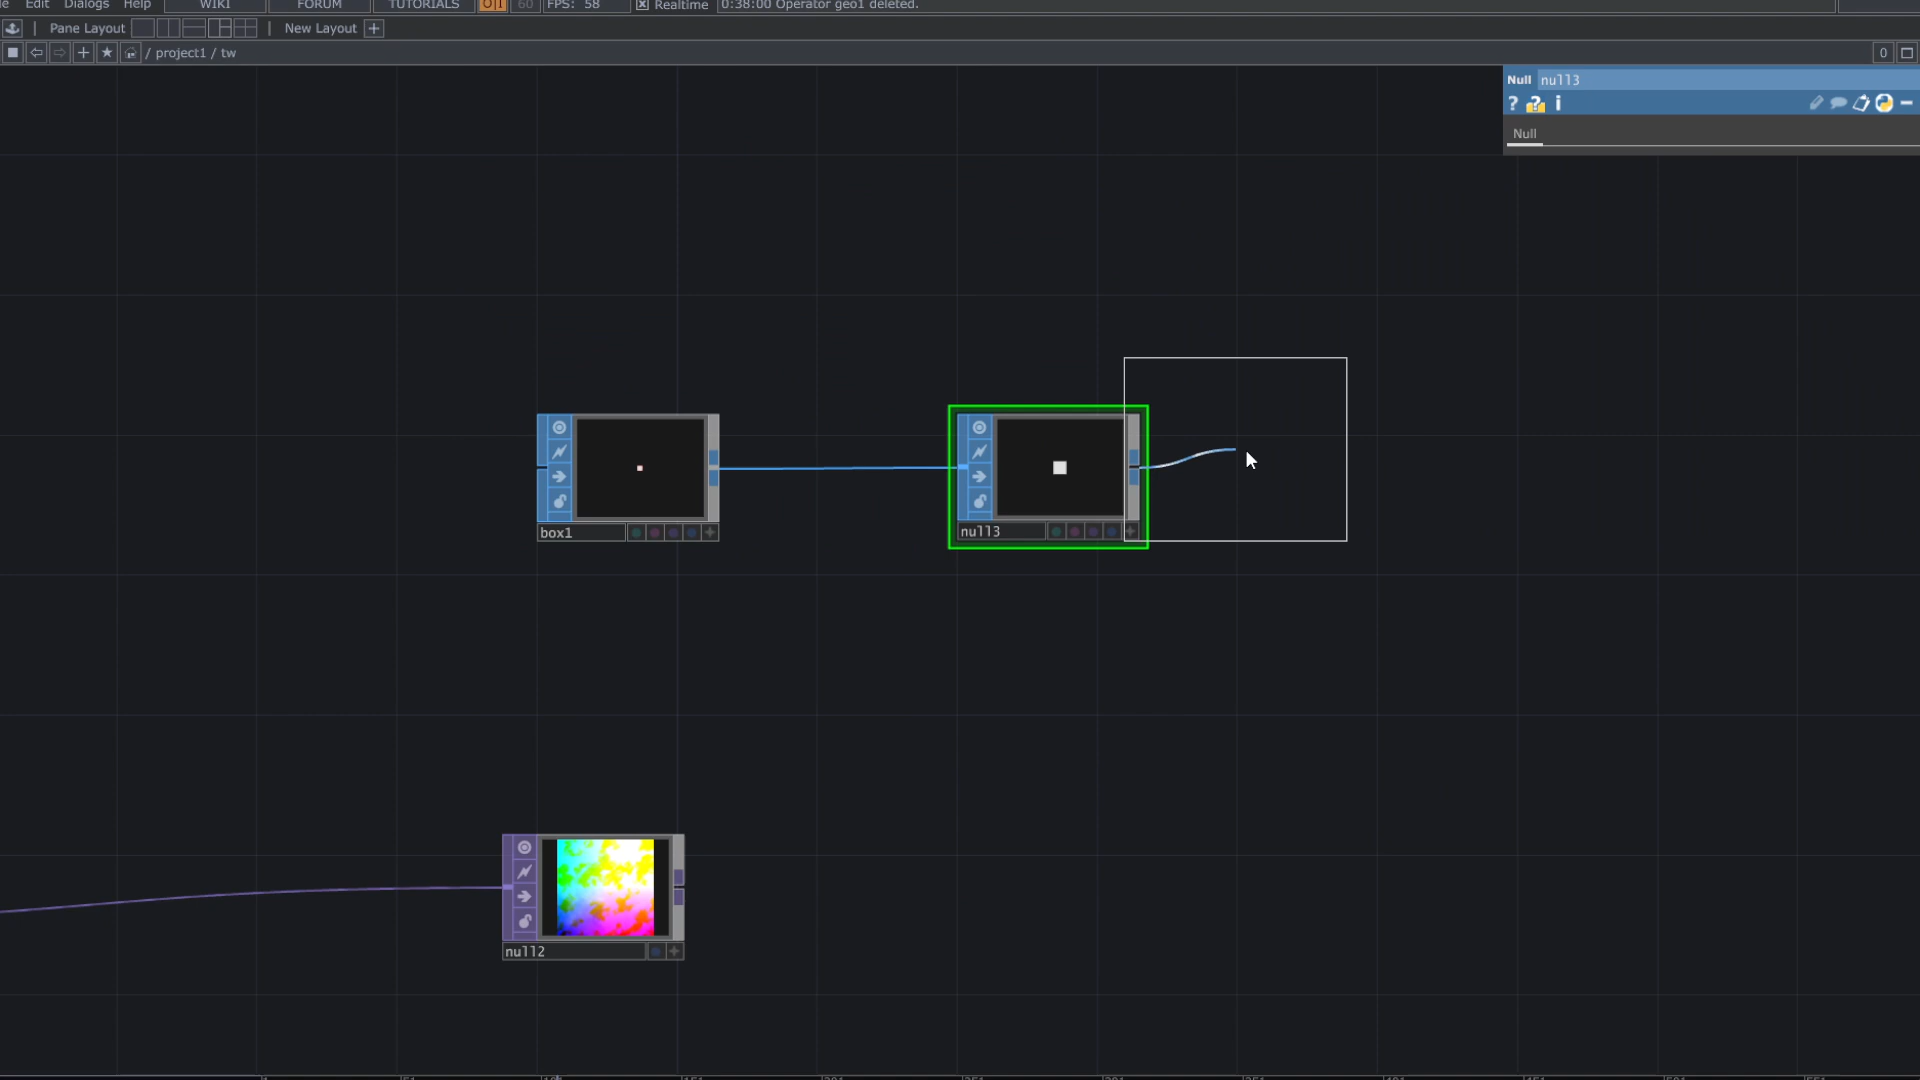 Edit Dialogs Help WIKI FORUM TUTORIALS O|I 60 FPS: 58 Realtime 0:38:00 Operator geo1 deleted.
Pane Layout New Layout +
/ project1 / tw 0
Null null3
? ? i
Null
box1
null3
null2